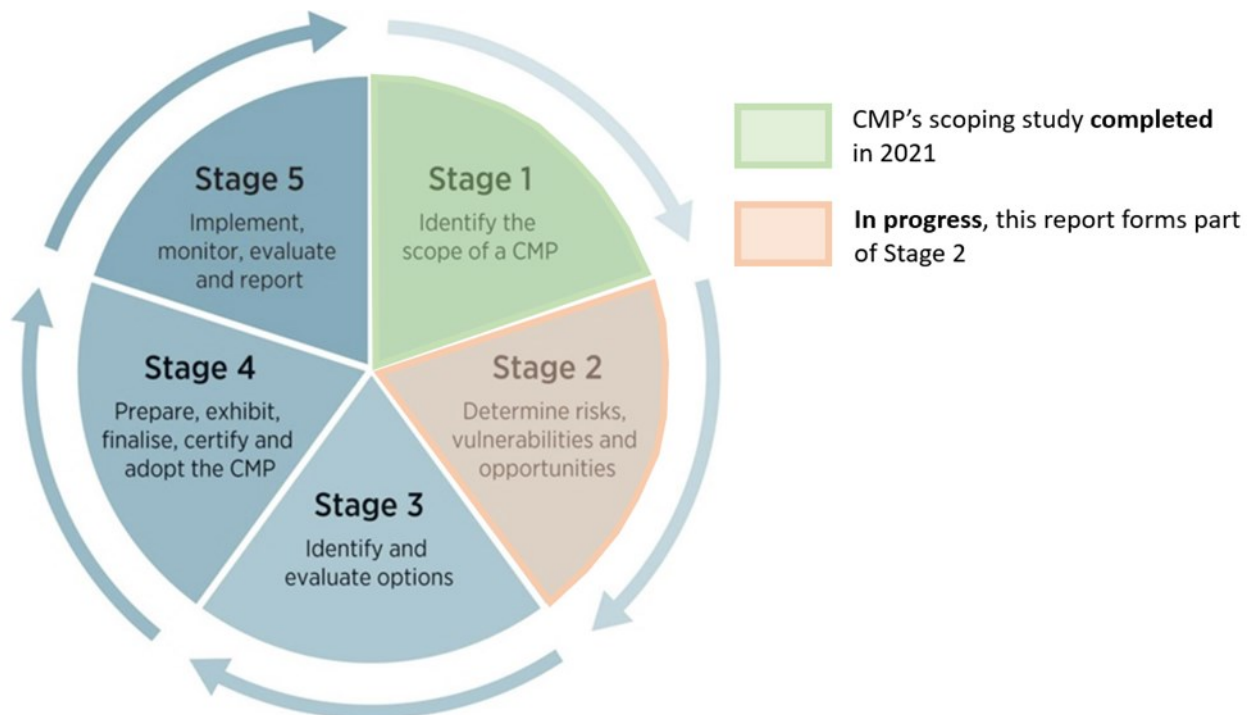 Stage 1
Identify the
scope of a CMP
Stage 2
Determine risks,
vulnerabilities and
opportunities
Stage 3
Identify and
evaluate options
Stage 4
Prepare, exhibit,
finalise, certify and
adopt the CMP
Stage 5
Implement,
monitor, evaluate
and report
CMP’s scoping study completed
in 2021
In progress, this report forms part
of Stage 2